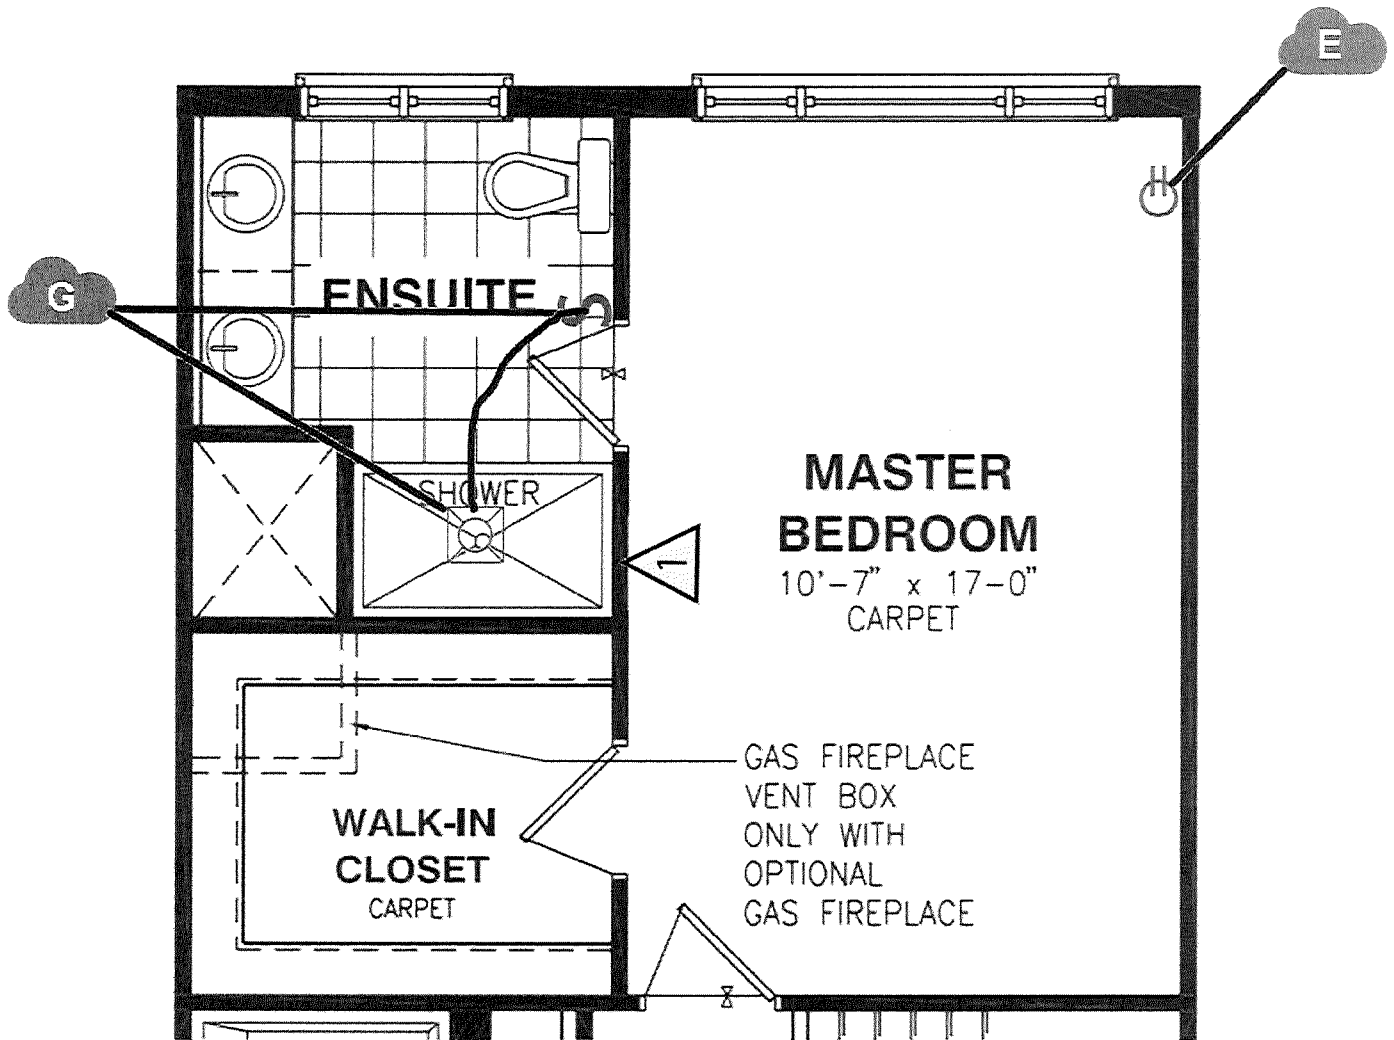 E
G
ENSUITE
S
SHOWER
MASTER
BEDROOM
10'-7" x 17-0"
CARPET
1
GAS FIREPLACE
VENT BOX
ONLY WITH
OPTIONAL
GAS FIREPLACE
WALK-IN
CLOSET
CARPET